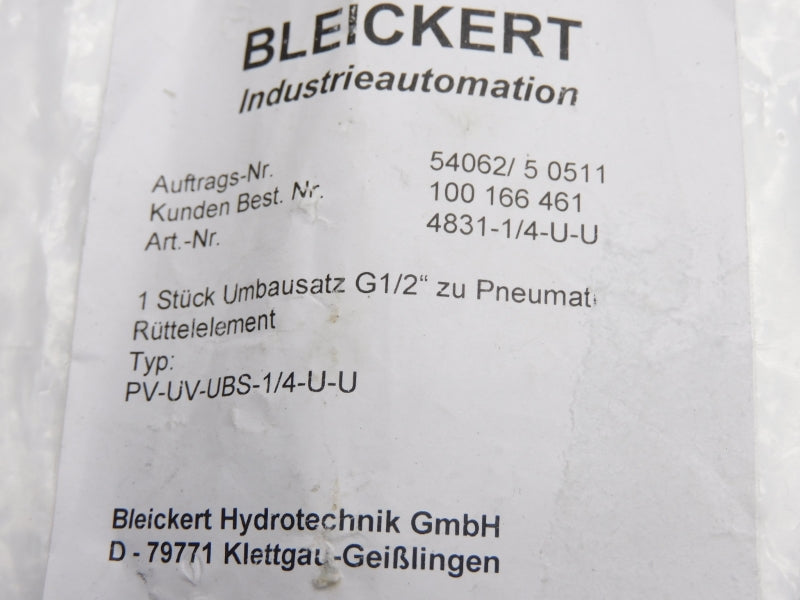 BLEICKERT
Industrieautomation
Auftrags-Nr. 54062/ 5 0511
Kunden Best. Nr. 100 166 461
Art.-Nr. 4831-1/4-U-U
1 Stück Umbausatz G1/2“ zu Pneumat.
Rüttelelement
Typ:
PV-UV-UBS-1/4-U-U
Bleickert Hydrotechnik GmbH
D - 79771 Klettgau-Geißlingen